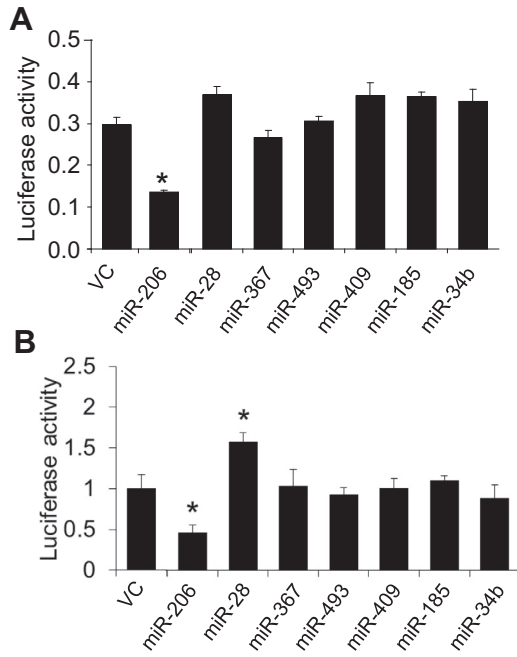 A
Luciferase activity
0.5
0.4
0.3
0.2
0.1
0.0
*
VC
miR-206
miR-28
miR-367
miR-493
miR-409
miR-185
miR-34b
B
Luciferase activity
2.5
2
1.5
1
0.5
0
*
*
VC
miR-206
miR-28
miR-367
miR-493
miR-409
miR-185
miR-34b